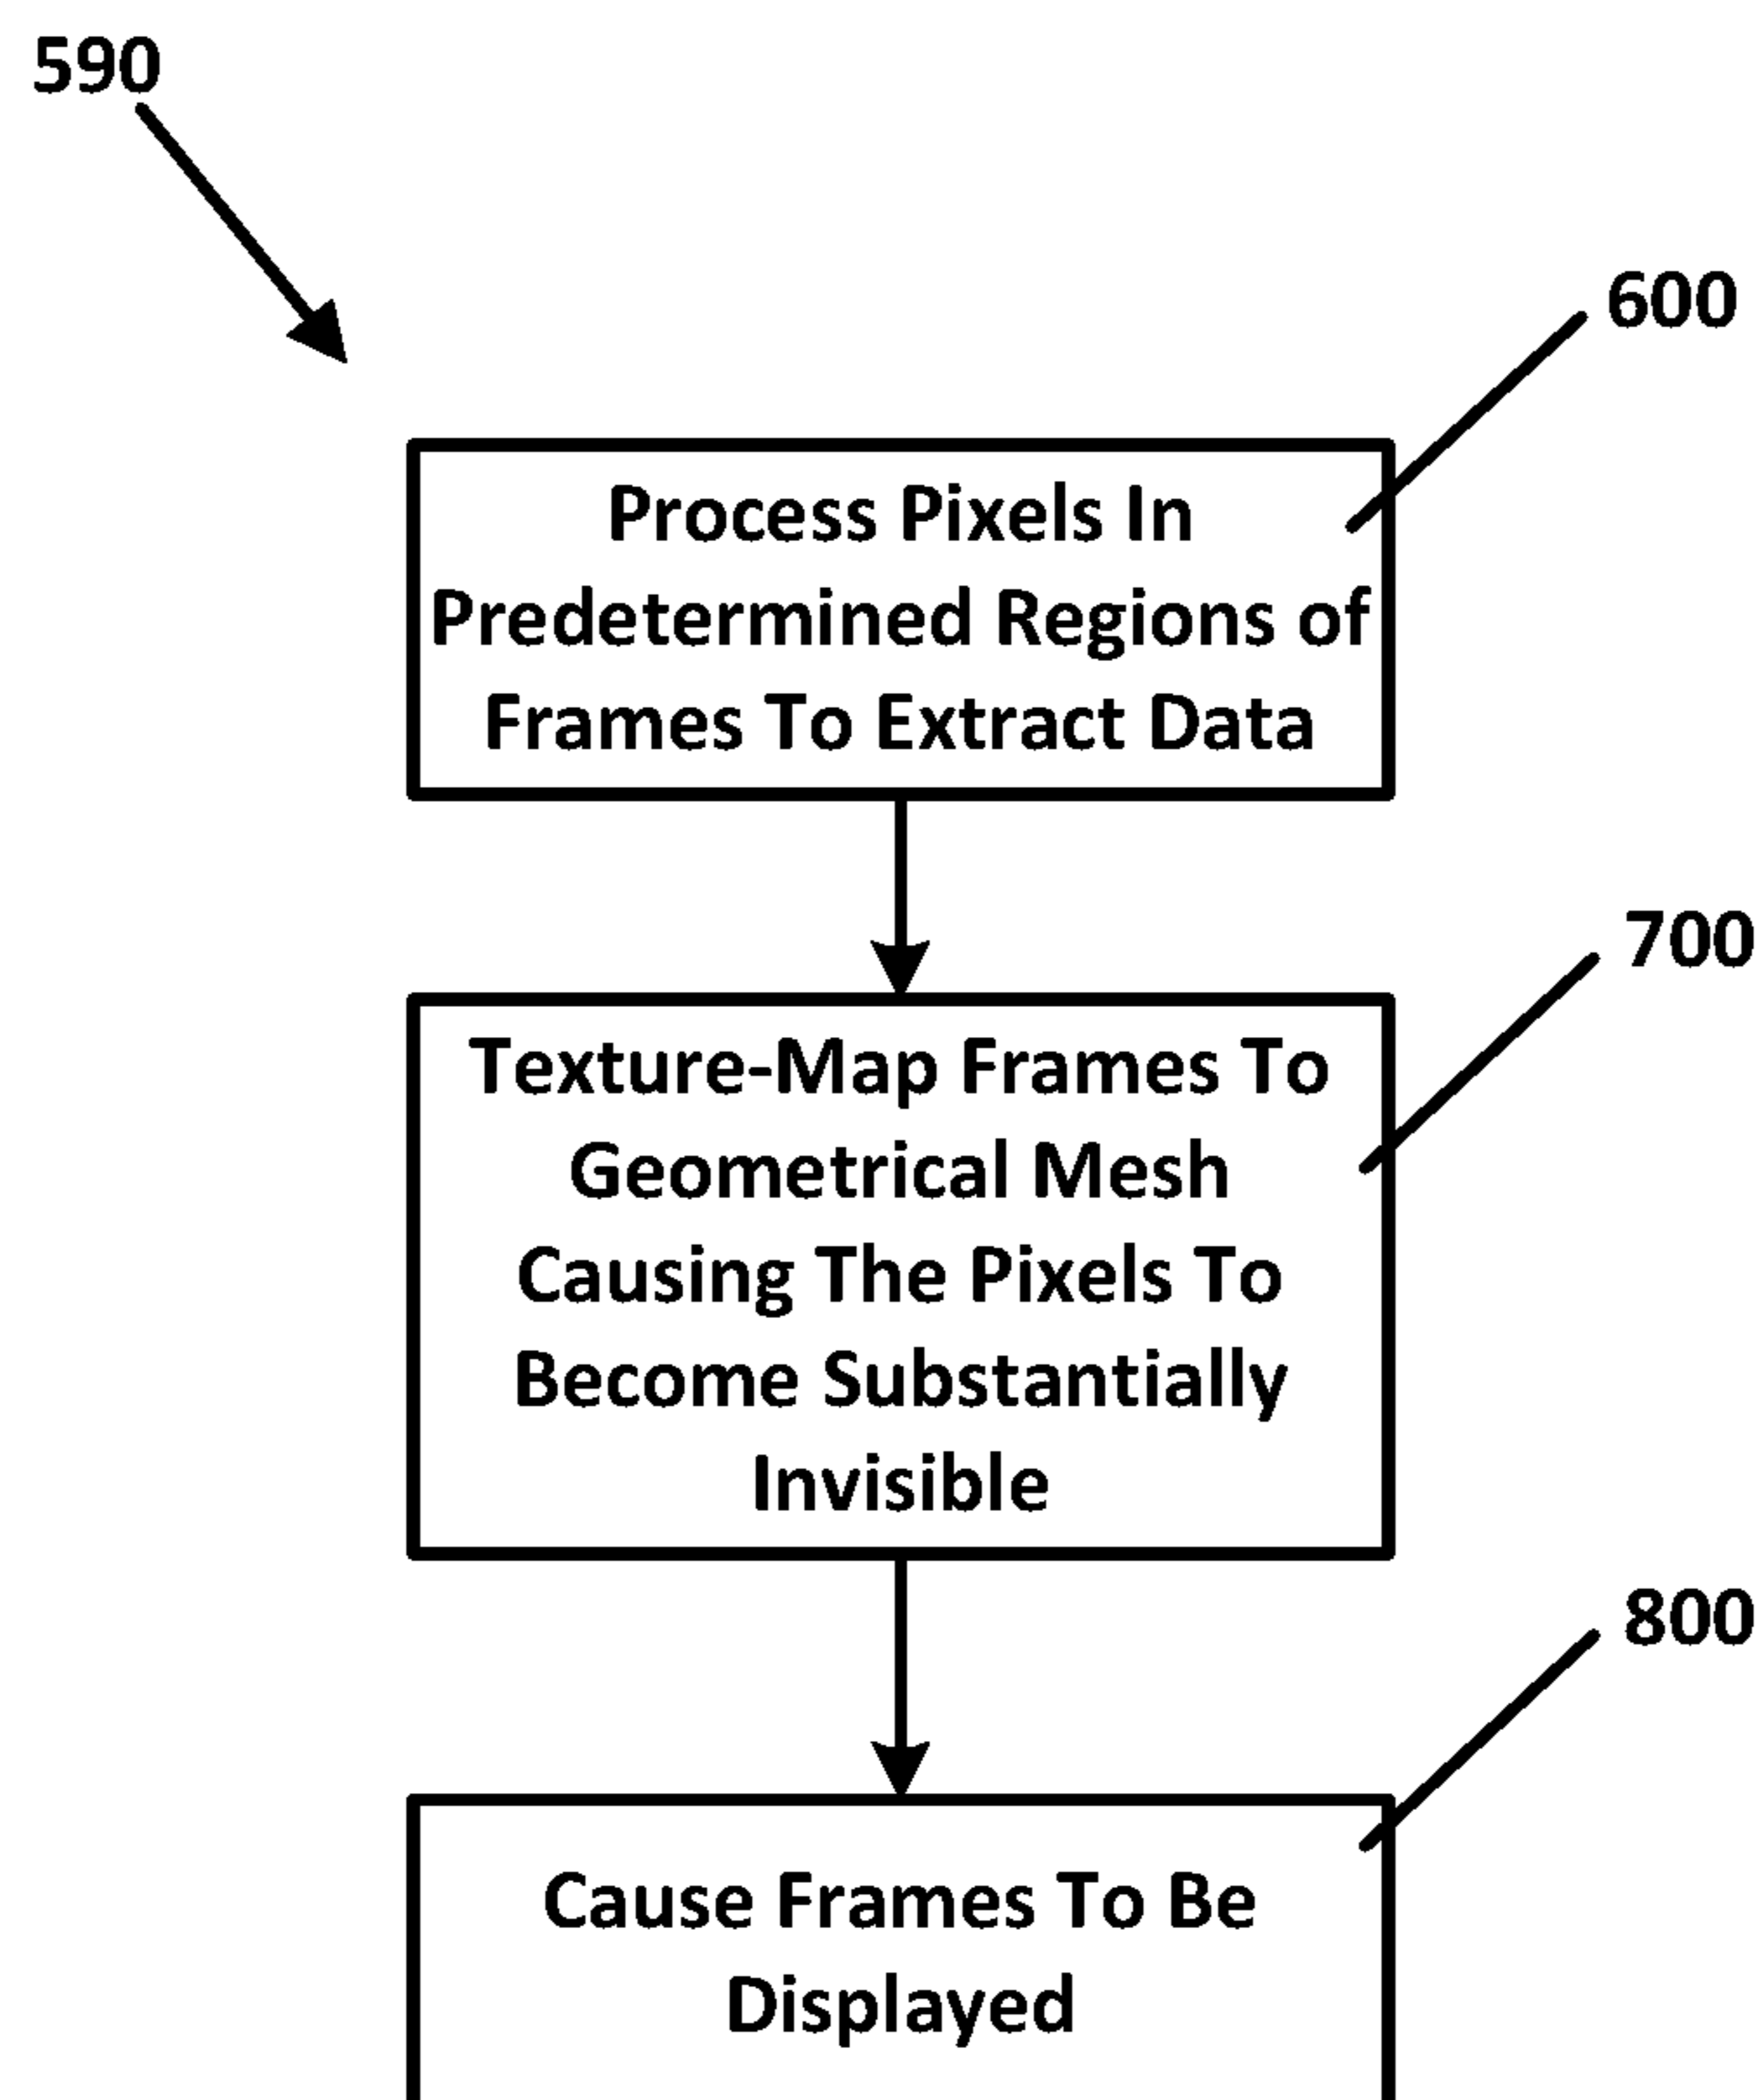 590
600
Process Pixels In
Predetermined Regions of
Frames To Extract Data
700
Texture-Map Frames To
Geometrical Mesh
Causing The Pixels To
Become Substantially
Invisible
800
Cause Frames To Be
Displayed